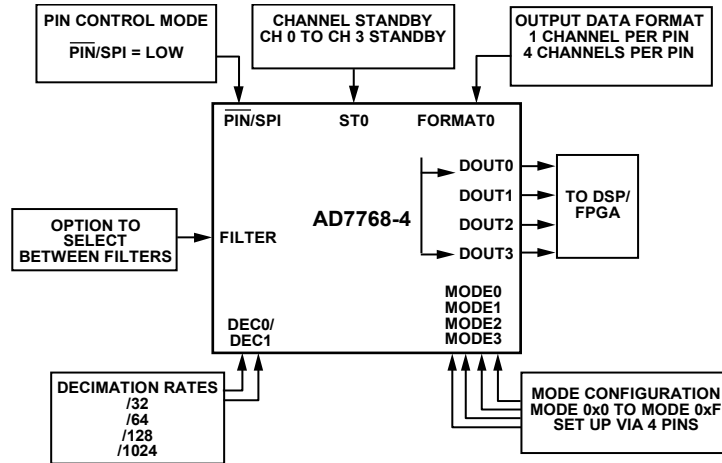 PIN CONTROL MODE
PIN/SPI = LOW
CHANNEL STANDBY
CH 0 TO CH 3 STANDBY
OUTPUT DATA FORMAT
1 CHANNEL PER PIN
4 CHANNELS PER PIN
PIN/SPI
ST0
FORMAT0
DOUT0
DOUT1
DOUT2
DOUT3
TO DSP/
FPGA
AD7768-4
OPTION TO
SELECT
BETWEEN FILTERS
FILTER
DEC0/
DEC1
MODE0
MODE1
MODE2
MODE3
DECIMATION RATES
/32
/64
/128
/1024
MODE CONFIGURATION
MODE 0x0 TO MODE 0xF
SET UP VIA 4 PINS